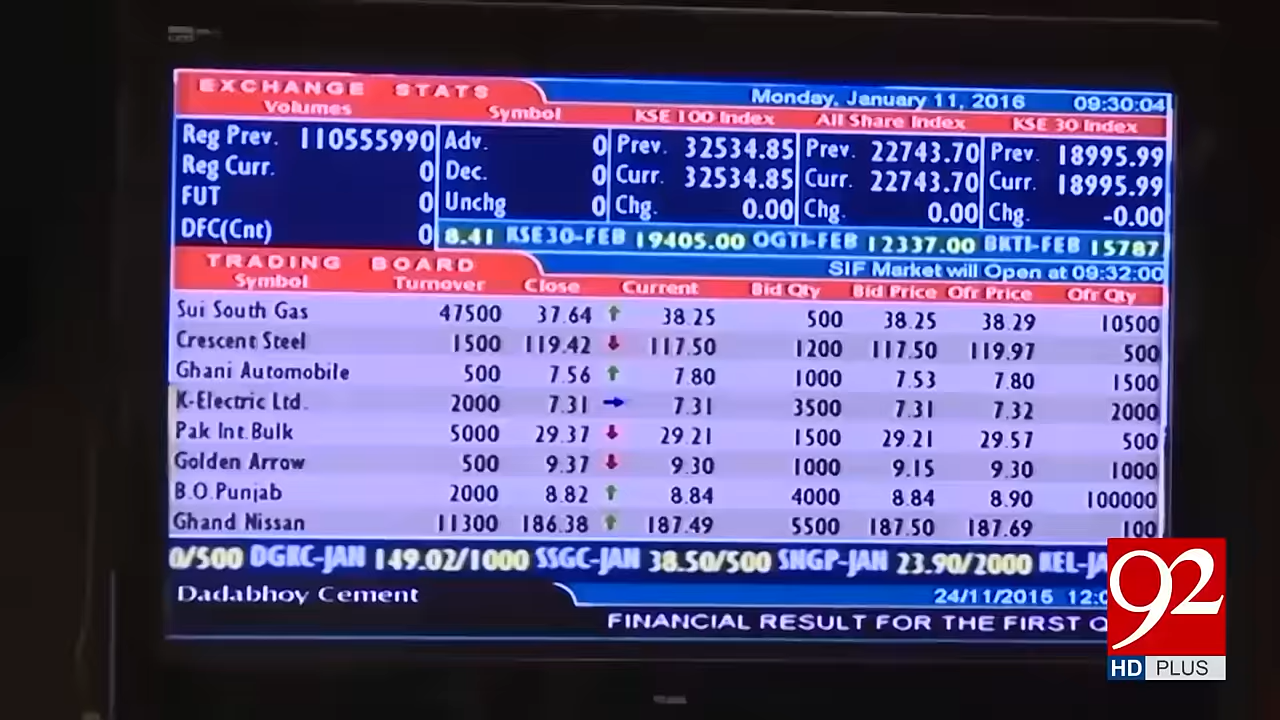 EXCHANGE STATS Monday, January 11, 2016 09:30:04
Volumes Symbol KSE 100 Index All Share Index KSE 30 Index
Reg Prev. 110555990 Adv. 0 Prev. 32534.85 Prev. 22743.70 Prev. 18995.99
Reg Curr. 0 Dec. 0 Curr. 32534.85 Curr. 22743.70 Curr. 18995.99
FUT 0 Unchg 0 Chg. 0.00 Chg. 0.00 Chg. -0.00
DFC(Cnt) 0 8.41 KSE30-FEB 19405.00 OGTI-FEB 12337.00 BKTI-FEB 15787
TRADING BOARD SIF Market will Open at 09:32:00
Symbol Turnover Close Current Bid Qty Bid Price Ofr Price Ofr Qty
Sui South Gas 47500 37.64 ↑ 38.25 500 38.25 38.29 10500
Crescent Steel 1500 119.42 ↓ 117.50 1200 117.50 119.97 500
Ghani Automobile 500 7.56 ↑ 7.80 1000 7.53 7.80 1500
K-Electric Ltd. 2000 7.31 → 7.31 3500 7.31 7.32 2000
Pak Int.Bulk 5000 29.37 ↓ 29.21 1500 29.21 29.57 500
Golden Arrow 500 9.37 ↓ 9.30 1000 9.15 9.30 1000
B.O.Punjab 2000 8.82 ↑ 8.84 4000 8.84 8.90 100000
Ghand Nissan 11300 186.38 ↑ 187.49 5500 187.50 187.69 100
0/500 DGKC-JAN 149.02/1000 SSGC-JAN 38.50/500 SNGP-JAN 23.90/2000 KEL-JA
Dadabhoy Cement 24/11/2015 12:0
FINANCIAL RESULT FOR THE FIRST Q
92
HD PLUS